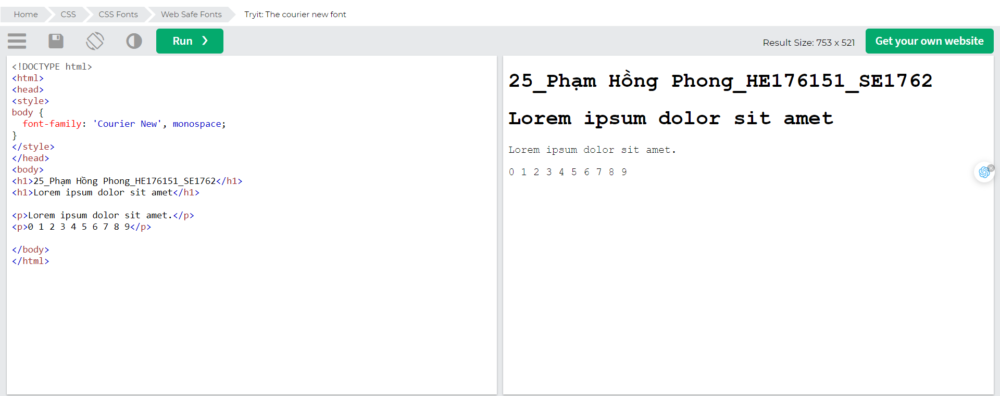 Home CSS CSS Fonts Web Safe Fonts Tryit: The courier new font
Run ❯ Result Size: 753 x 521 Get your own website
<!DOCTYPE html>
<html>
<head>
<style>
body {
  font-family: 'Courier New', monospace;
}
</style>
</head>
<body>
<h1>25_Phạm Hồng Phong_HE176151_SE1762</h1>
<h1>Lorem ipsum dolor sit amet</h1>
<p>Lorem ipsum dolor sit amet.</p>
<p>0 1 2 3 4 5 6 7 8 9</p>
</body>
</html>
25_Phạm Hồng Phong_HE176151_SE1762
Lorem ipsum dolor sit amet
Lorem ipsum dolor sit amet.
0 1 2 3 4 5 6 7 8 9